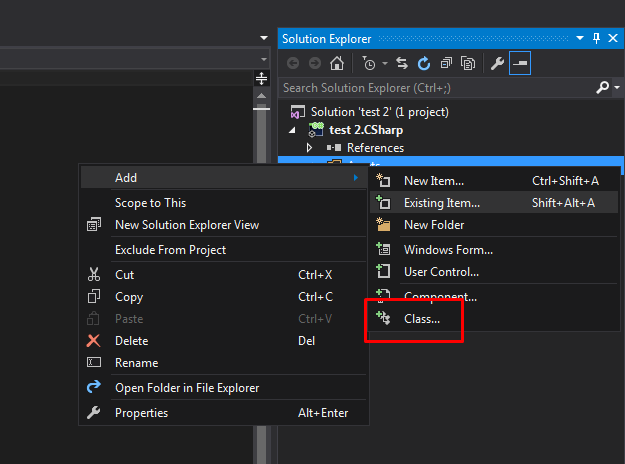 Solution Explorer
Search Solution Explorer (Ctrl+;)
Solution 'test 2' (1 project)
test 2.CSharp
References
Add
Scope to This
New Solution Explorer View
Exclude From Project
Cut Ctrl+X
Copy Ctrl+C
Paste Ctrl+V
Delete Del
Rename
Open Folder in File Explorer
Properties Alt+Enter
New Item... Ctrl+Shift+A
Existing Item... Shift+Alt+A
New Folder
Windows Form...
User Control...
Component...
Class...